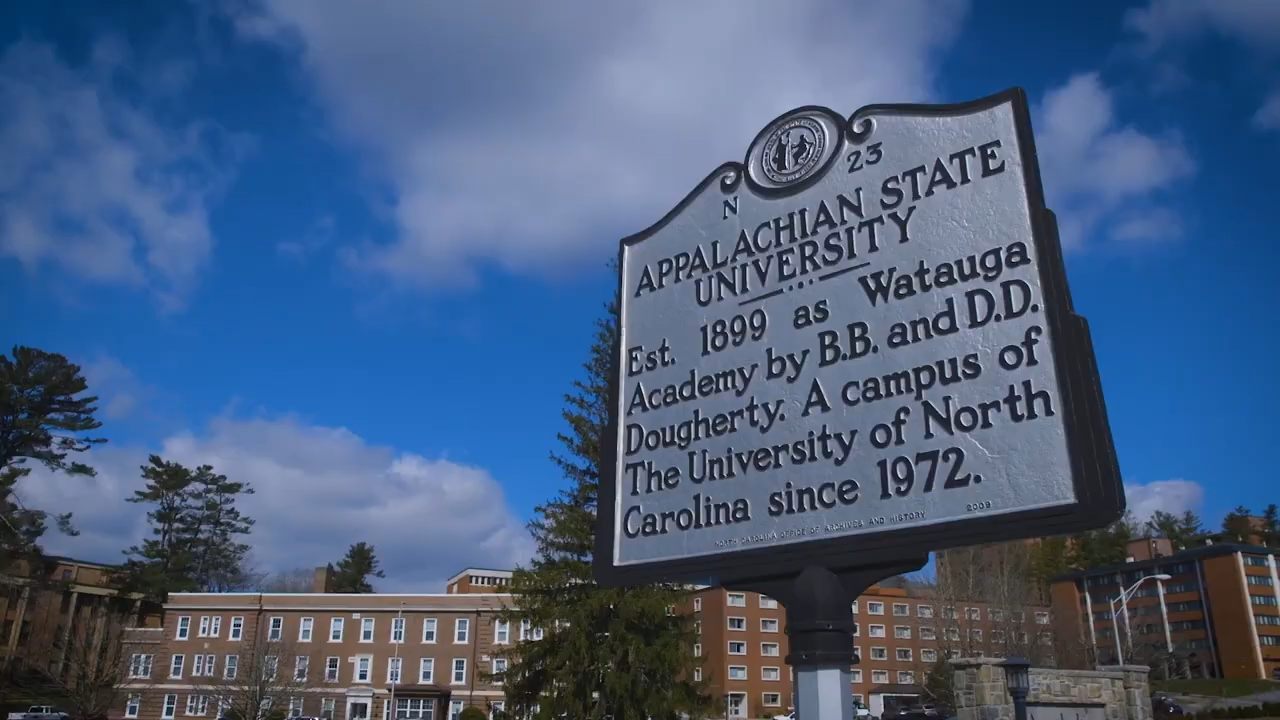 N 23
APPALACHIAN STATE
UNIVERSITY
Est. 1899 as Watauga
Academy by B.B. and D.D.
Dougherty. A campus of
The University of North
Carolina since 1972.
NORTH CAROLINA OFFICE OF ARCHIVES AND HISTORY 2009